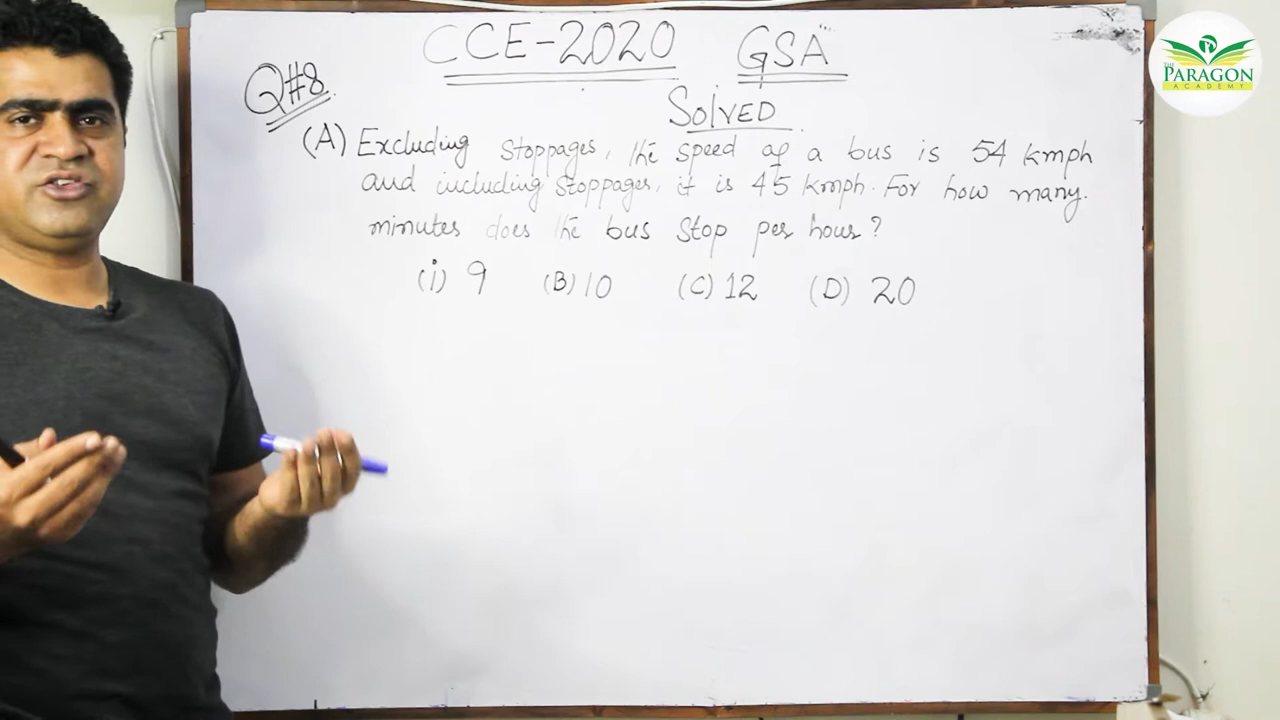 CCE-2020 GSA
SOLVED
Q#8
(A) Excluding stoppages, the speed of a bus is 54 kmph
and including stoppages, it is 45 kmph. For how many
minutes does the bus stop per hour?
(i) 9 (B) 10 (C) 12 (D) 20
THE PARAGON
ACADEMY